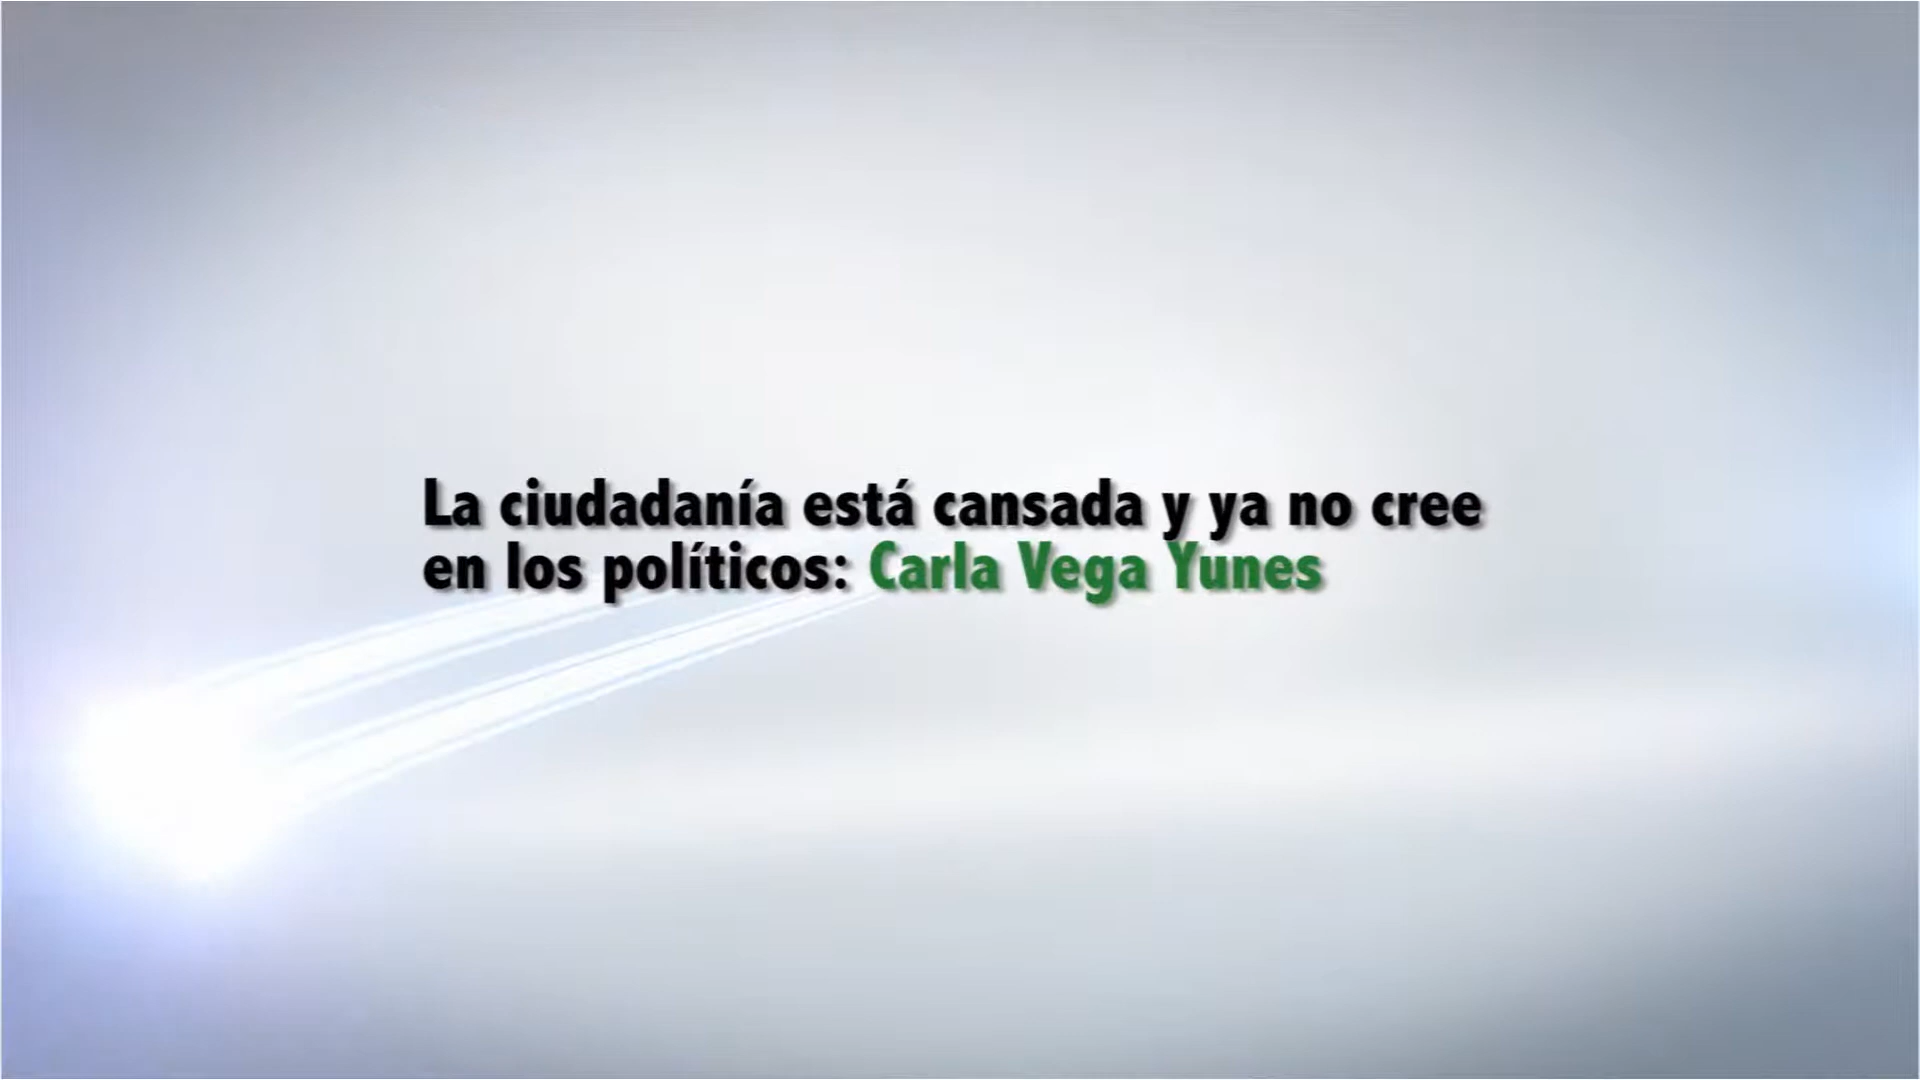 La ciudadanía está cansada y ya no cree
en los políticos: Carla Vega Yunes